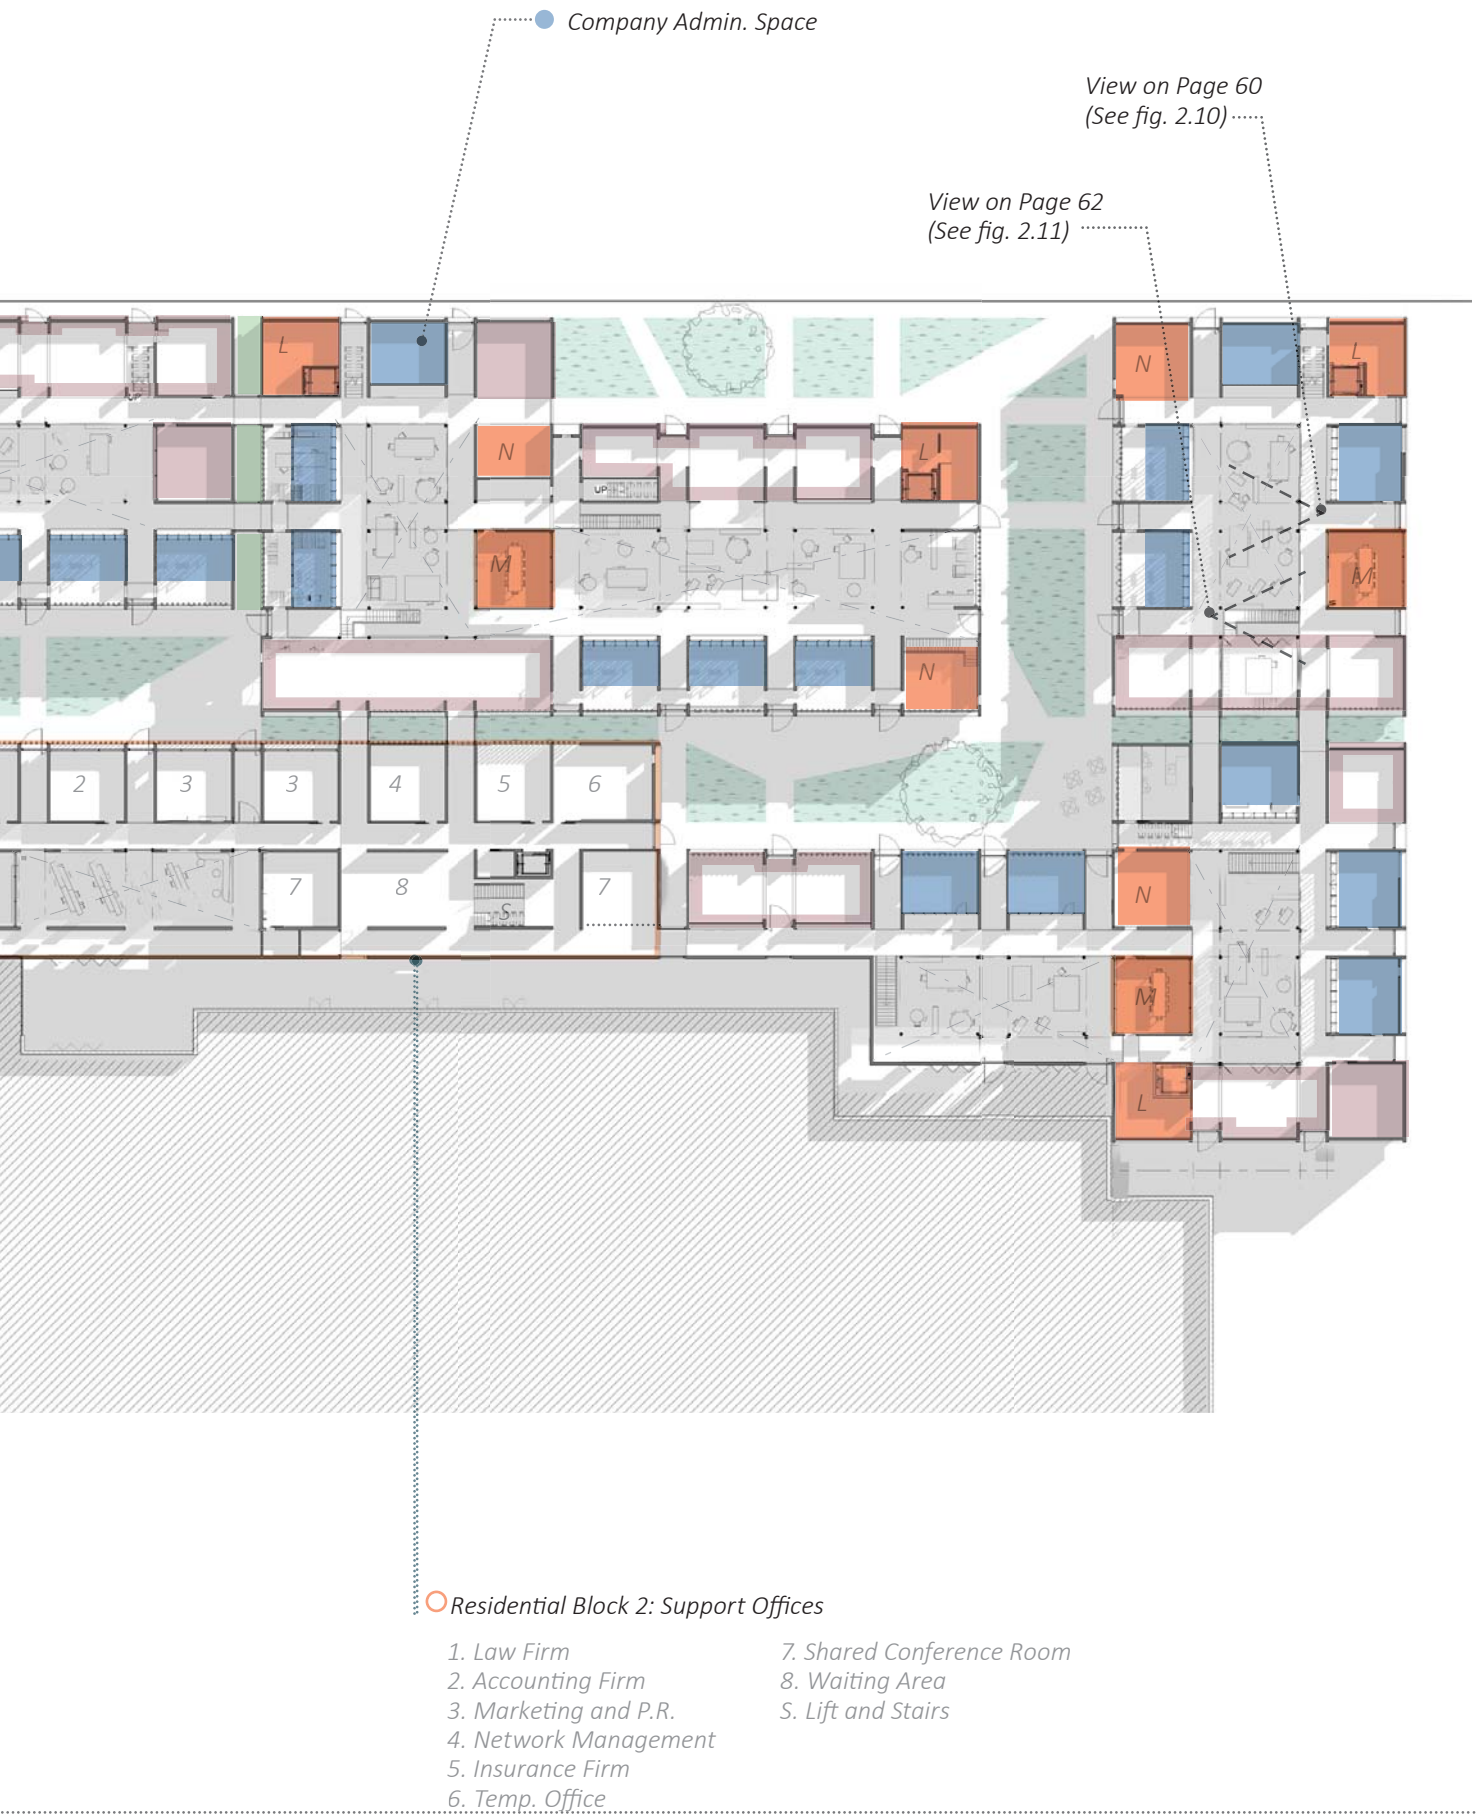 Company Admin. Space
View on Page 60
(See fig. 2.10)
View on Page 62
(See fig. 2.11)
L
N
L
N
L
UP
M
M
N
2
3
3
4
5
6
7
8
S
7
N
M
L
Residential Block 2: Support Offices
1. Law Firm
2. Accounting Firm
3. Marketing and P.R.
4. Network Management
5. Insurance Firm
6. Temp. Office
7. Shared Conference Room
8. Waiting Area
S. Lift and Stairs